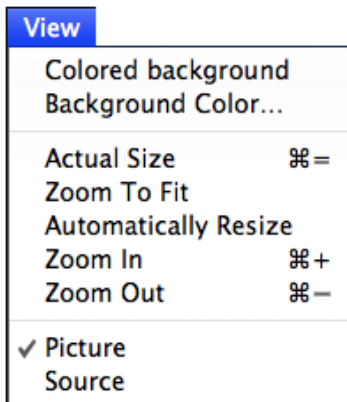 View
Colored background
Background Color...
Actual Size ⌘=
Zoom To Fit
Automatically Resize
Zoom In ⌘+
Zoom Out ⌘−
✓ Picture
Source